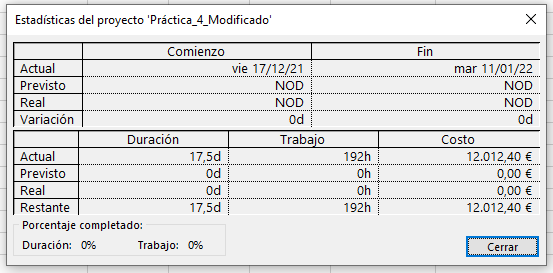 Estadísticas del proyecto 'Práctica_4_Modificado'
Comienzo Fin
Actual vie 17/12/21 mar 11/01/22
Previsto NOD NOD
Real NOD NOD
Variación 0d 0d
Duración Trabajo Costo
Actual 17,5d 192h 12.012,40 €
Previsto 0d 0h 0,00 €
Real 0d 0h 0,00 €
Restante 17,5d 192h 12.012,40 €
Porcentaje completado:
Duración: 0% Trabajo: 0% Cerrar